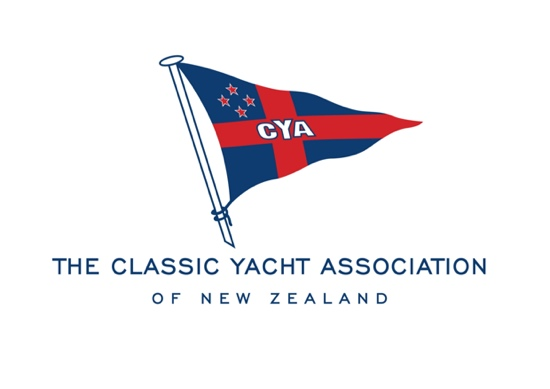 CYA
THE CLASSIC YACHT ASSOCIATION
OF NEW ZEALAND